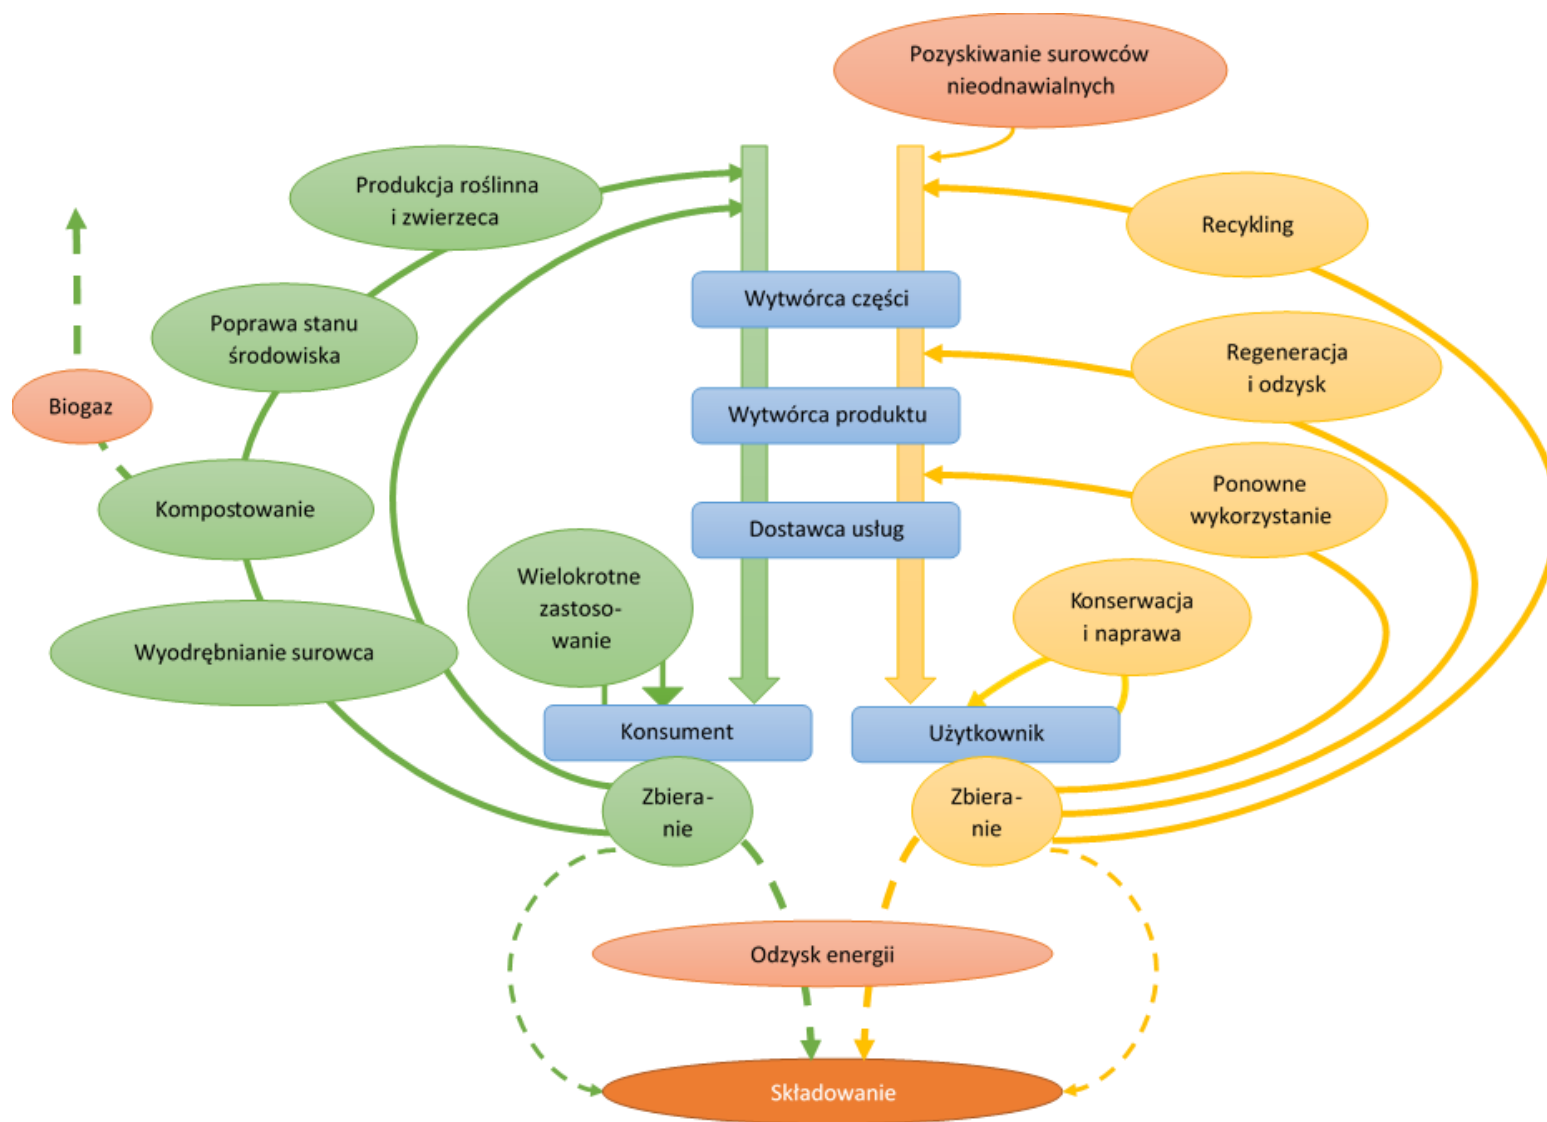 Pozyskiwanie surowców
nieodnawialnych
Produkcja roślinna
i zwierzęca
Recykling
Wytwórca części
Poprawa stanu
środowiska
Regeneracja
i odzysk
Biogaz
Wytwórca produktu
Ponowne
wykorzystanie
Kompostowanie
Dostawca usług
Wielokrotne
zastoso-
wanie
Konserwacja
i naprawa
Wyodrębnianie surowca
Konsument
Użytkownik
Zbiera-
nie
Zbiera-
nie
Odzysk energii
Składowanie